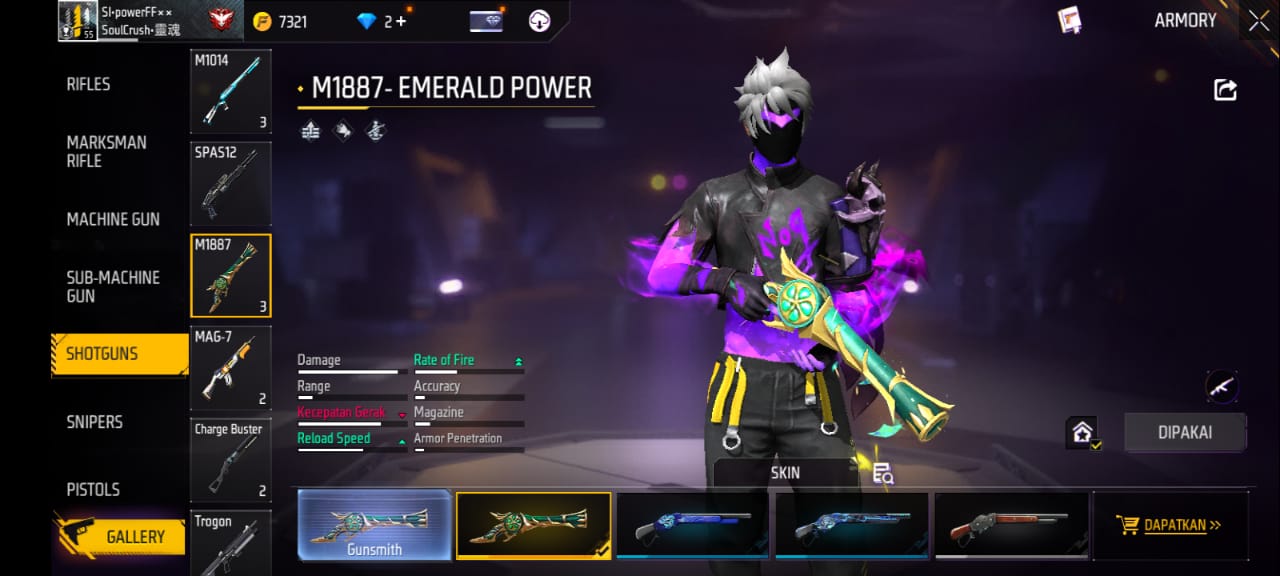 SI•powerFF××
SoulCrush•靈魂
55
7321
2+
ARMORY
RIFLES
MARKSMAN
RIFLE
MACHINE GUN
SUB-MACHINE
GUN
SHOTGUNS
SNIPERS
PISTOLS
GALLERY
M1014
3
SPAS12
M1887
3
MAG-7
2
Charge Buster
2
Trogon
M1887- EMERALD POWER
Damage
Rate of Fire
Range
Accuracy
Kecepatan Gerak
Magazine
Reload Speed
Armor Penetration
DIPAKAI
SKIN
Gunsmith
DAPATKAN >>